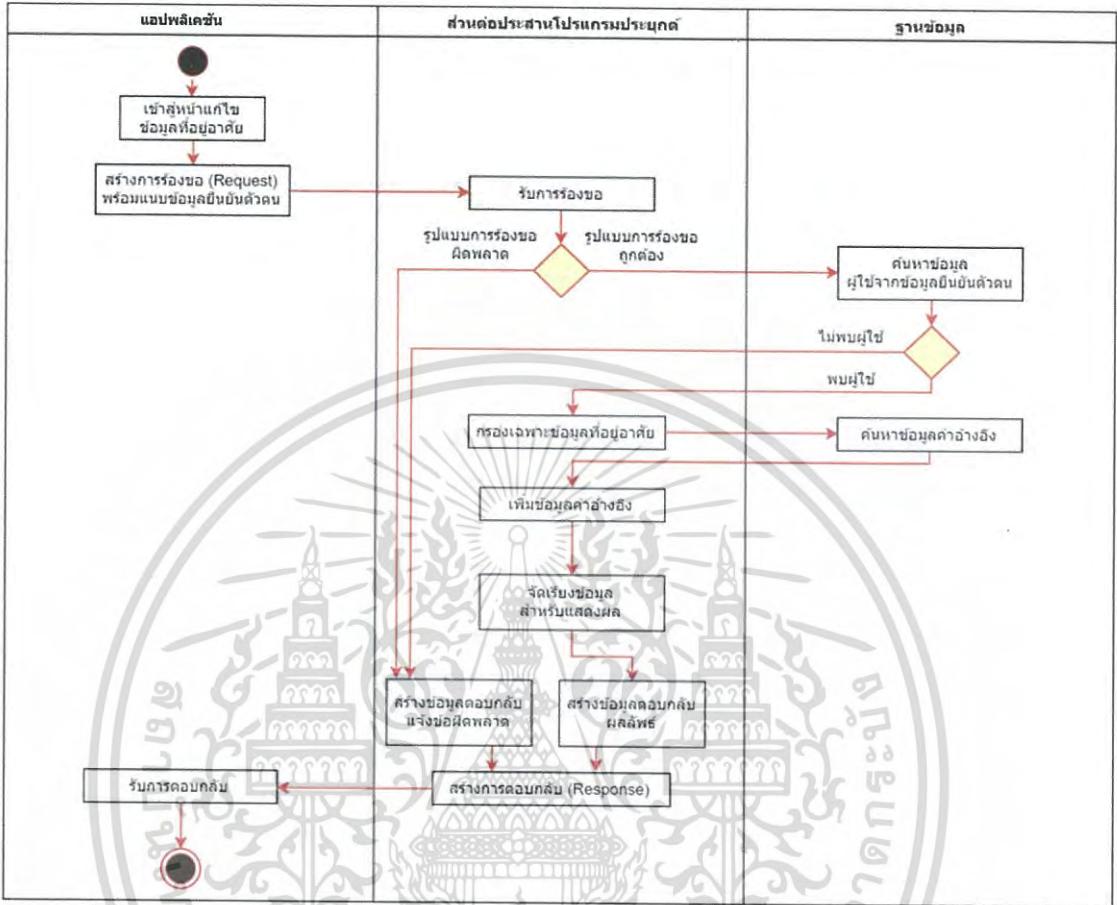 แอปพลิเคชัน
ส่วนต่อประสานโปรแกรมประยุกต์
ฐานข้อมูล
เข้าสู่หน้าแก้ไข
ข้อมูลที่อยู่อาศัย
สร้างการร้องขอ (Request)
พร้อมแนบข้อมูลยืนยันตัวตน
รับการร้องขอ
รูปแบบการร้องขอ
ผิดพลาด
รูปแบบการร้องขอ
ถูกต้อง
ค้นหาข้อมูล
ผู้ใช้จากข้อมูลยืนยันตัวตน
ไม่พบผู้ใช้
พบผู้ใช้
กรองเฉพาะข้อมูลที่อยู่อาศัย
ค้นหาข้อมูลค่าอ้างอิง
เพิ่มข้อมูลค่าอ้างอิง
จัดเรียงข้อมูล
สำหรับแสดงผล
สร้างข้อมูลตอบกลับ
แจ้งข้อผิดพลาด
สร้างข้อมูลตอบกลับ
ผลลัพธ์
รับการตอบกลับ
สร้างการตอบกลับ (Response)